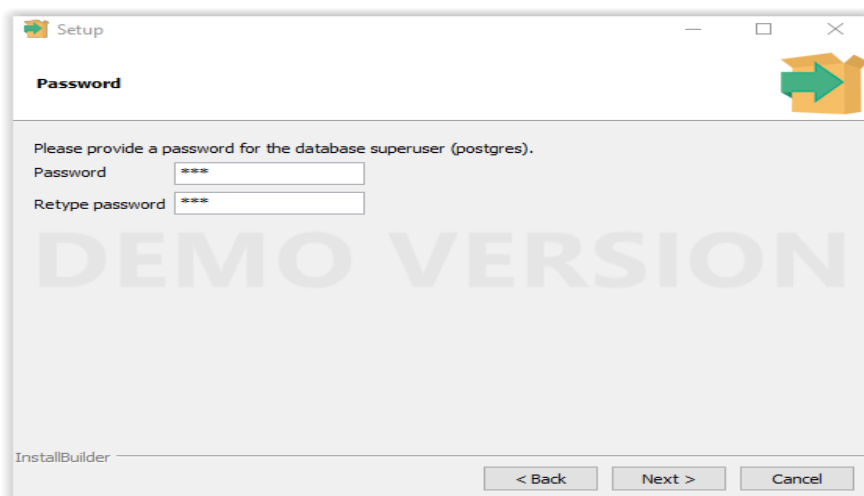 Setup
Password
Please provide a password for the database superuser (postgres).
Password ***
Retype password ***
DEMO VERSION
InstallBuilder
< Back Next > Cancel